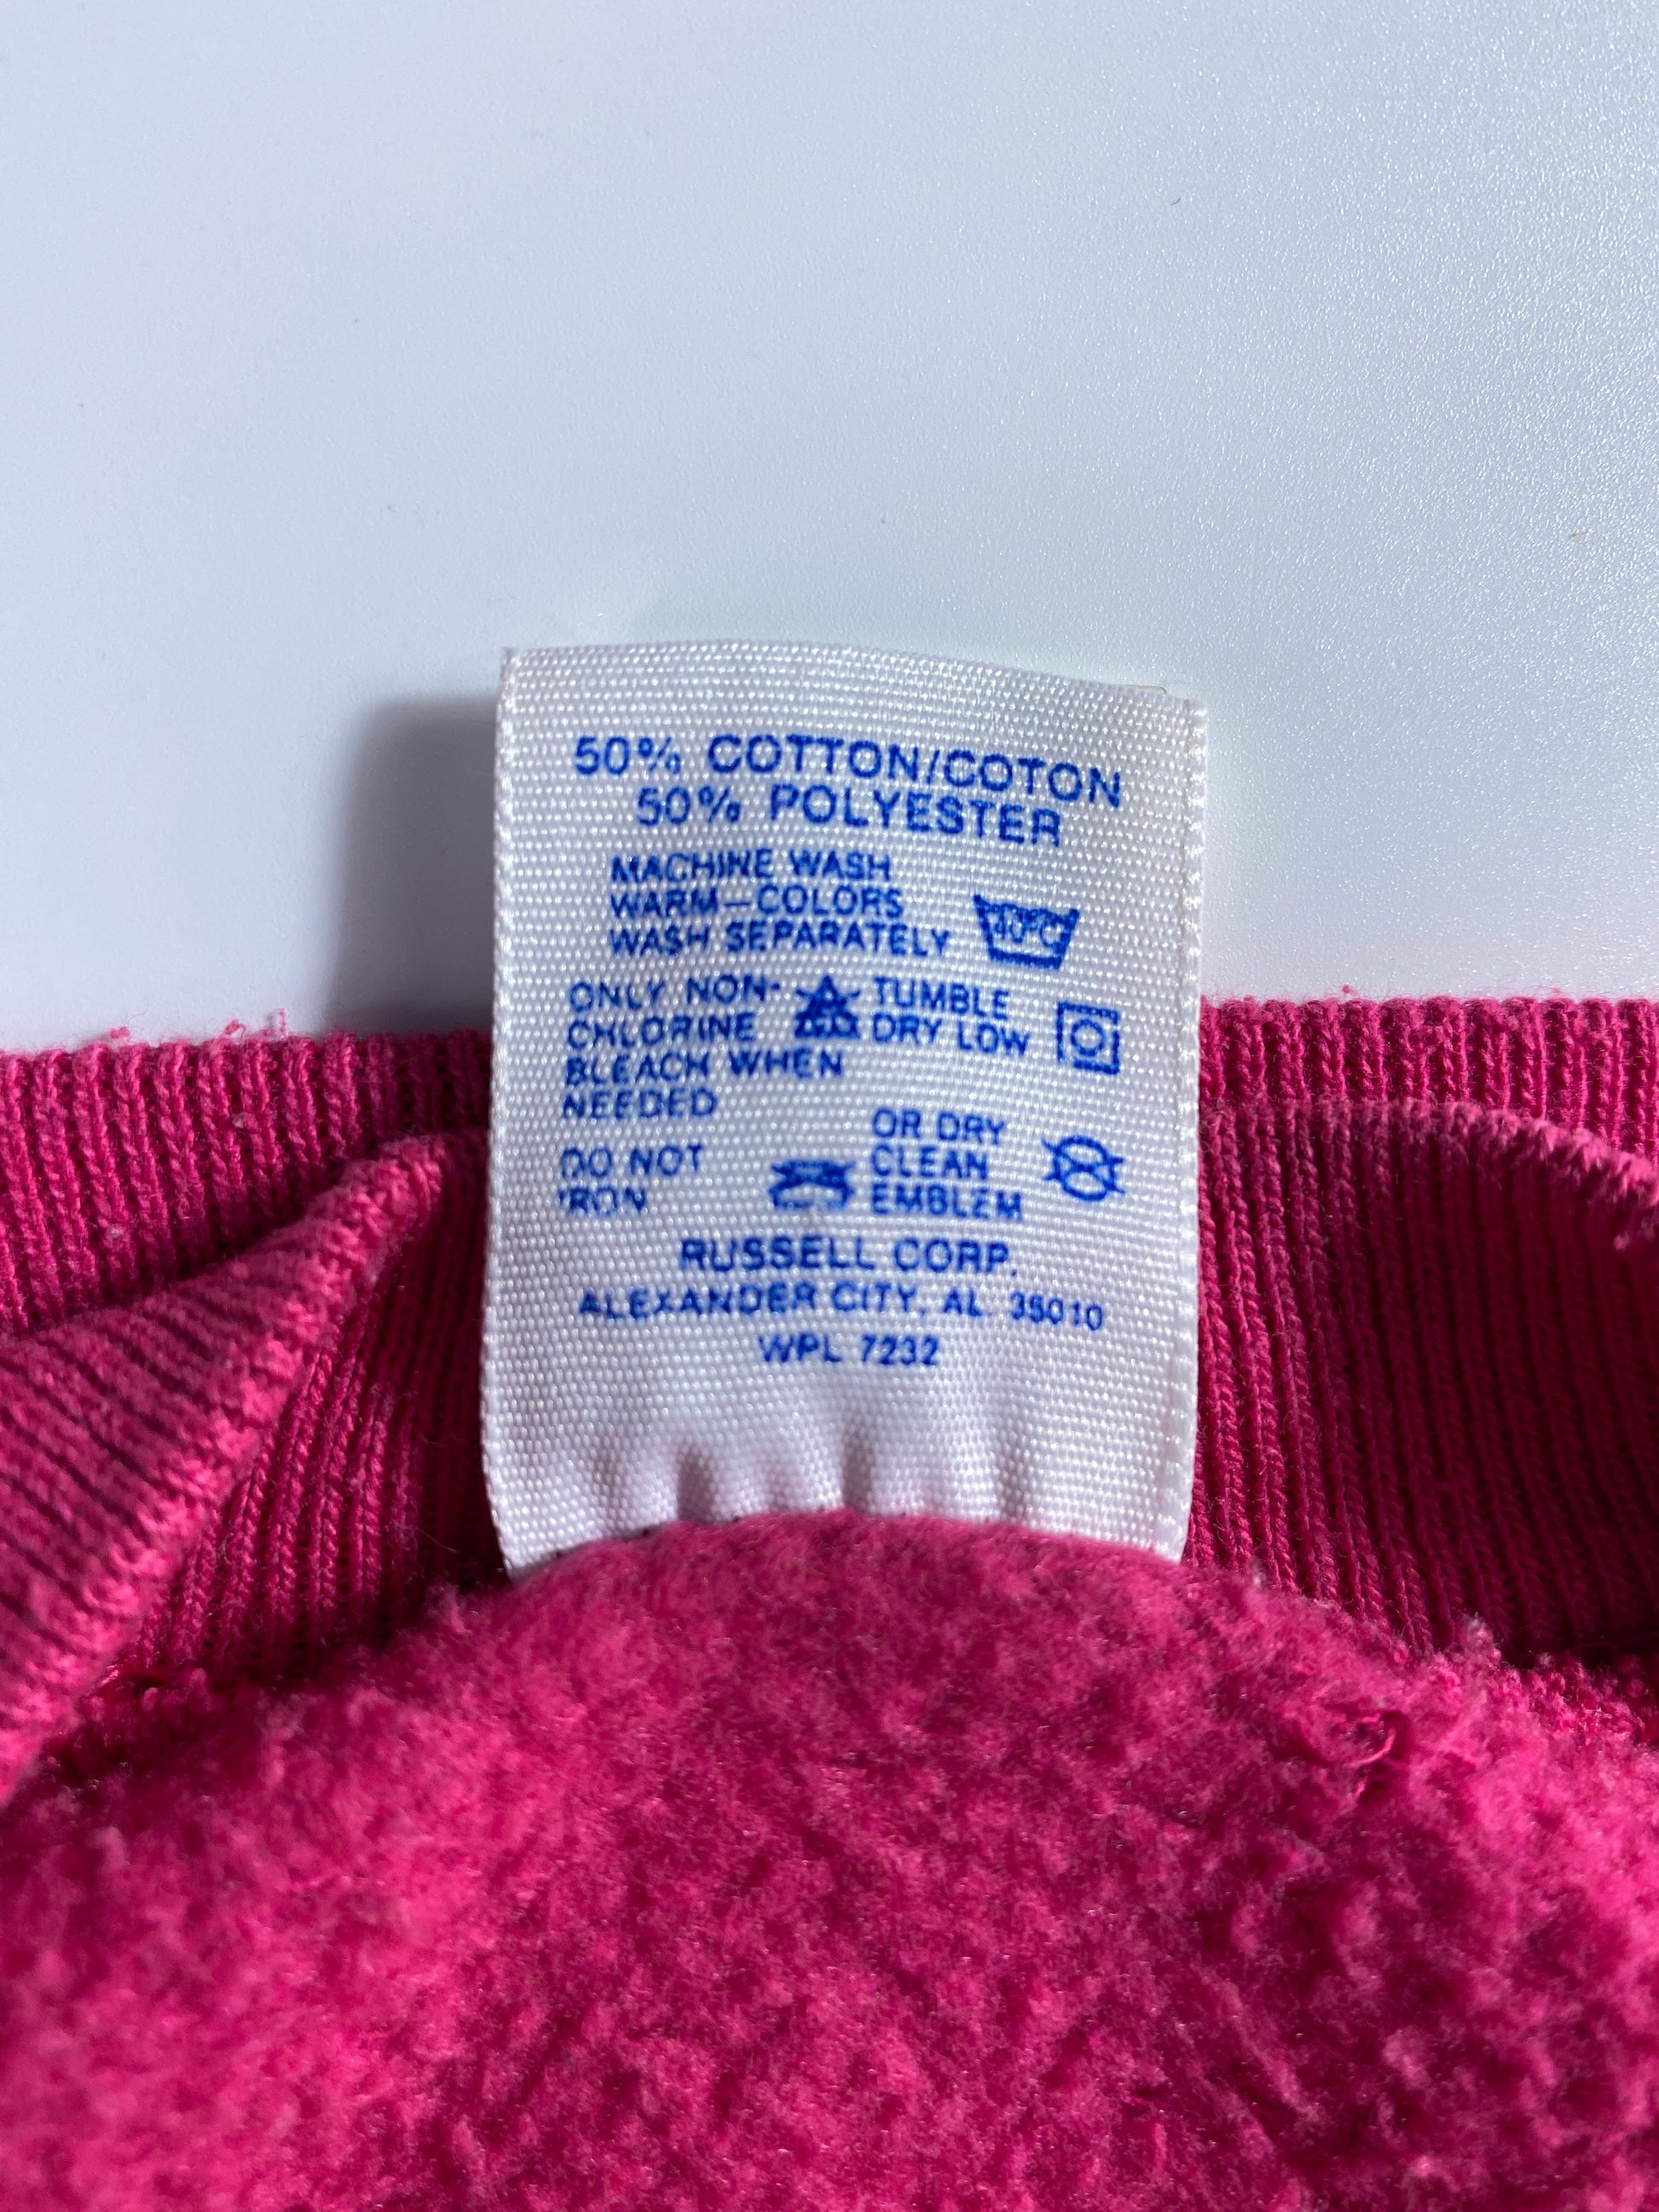 50% COTTON/COTON
50% POLYESTER
MACHINE WASH
WARM—COLORS
WASH SEPARATELY
40°C
ONLY NON-
CHLORINE
BLEACH WHEN
NEEDED
TUMBLE
DRY LOW
DO NOT
IRON
OR DRY
CLEAN
EMBLEM
RUSSELL CORP.
ALEXANDER CITY, AL 35010
WPL 7232